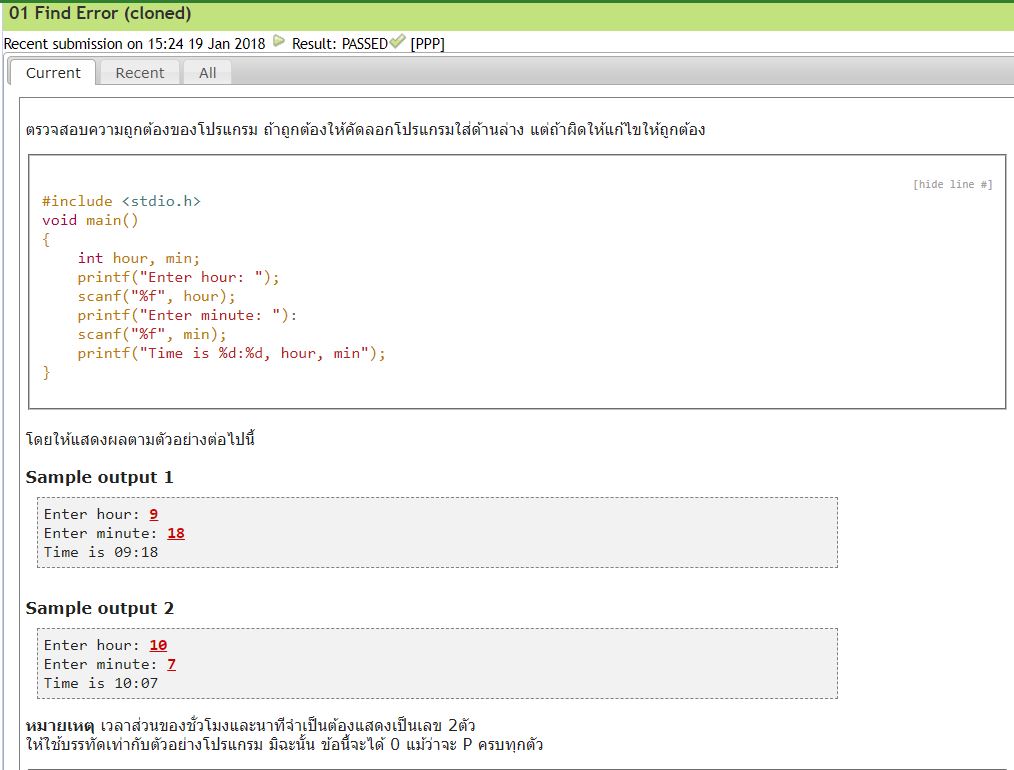 01 Find Error (cloned)
Recent submission on 15:24 19 Jan 2018 Result: PASSED [PPP]
Current Recent All
ตรวจสอบความถูกต้องของโปรแกรม ถ้าถูกต้องให้คัดลอกโปรแกรมใส่ด้านล่าง แต่ถ้าผิดให้แก้ไขให้ถูกต้อง
[hide line #]
#include <stdio.h>
void main()
{
    int hour, min;
    printf("Enter hour: ");
    scanf("%f", hour);
    printf("Enter minute: "):
    scanf("%f", min);
    printf("Time is %d:%d, hour, min");
}
โดยให้แสดงผลตามตัวอย่างต่อไปนี้
Sample output 1
Enter hour: 9
Enter minute: 18
Time is 09:18
Sample output 2
Enter hour: 10
Enter minute: 7
Time is 10:07
หมายเหตุ เวลาส่วนของชั่วโมงและนาทีจำเป็นต้องแสดงเป็นเลข 2ตัว
ให้ใช้บรรทัดเท่ากับตัวอย่างโปรแกรม มิฉะนั้น ข้อนี้จะได้ 0 แม้ว่าจะ P ครบทุกตัว